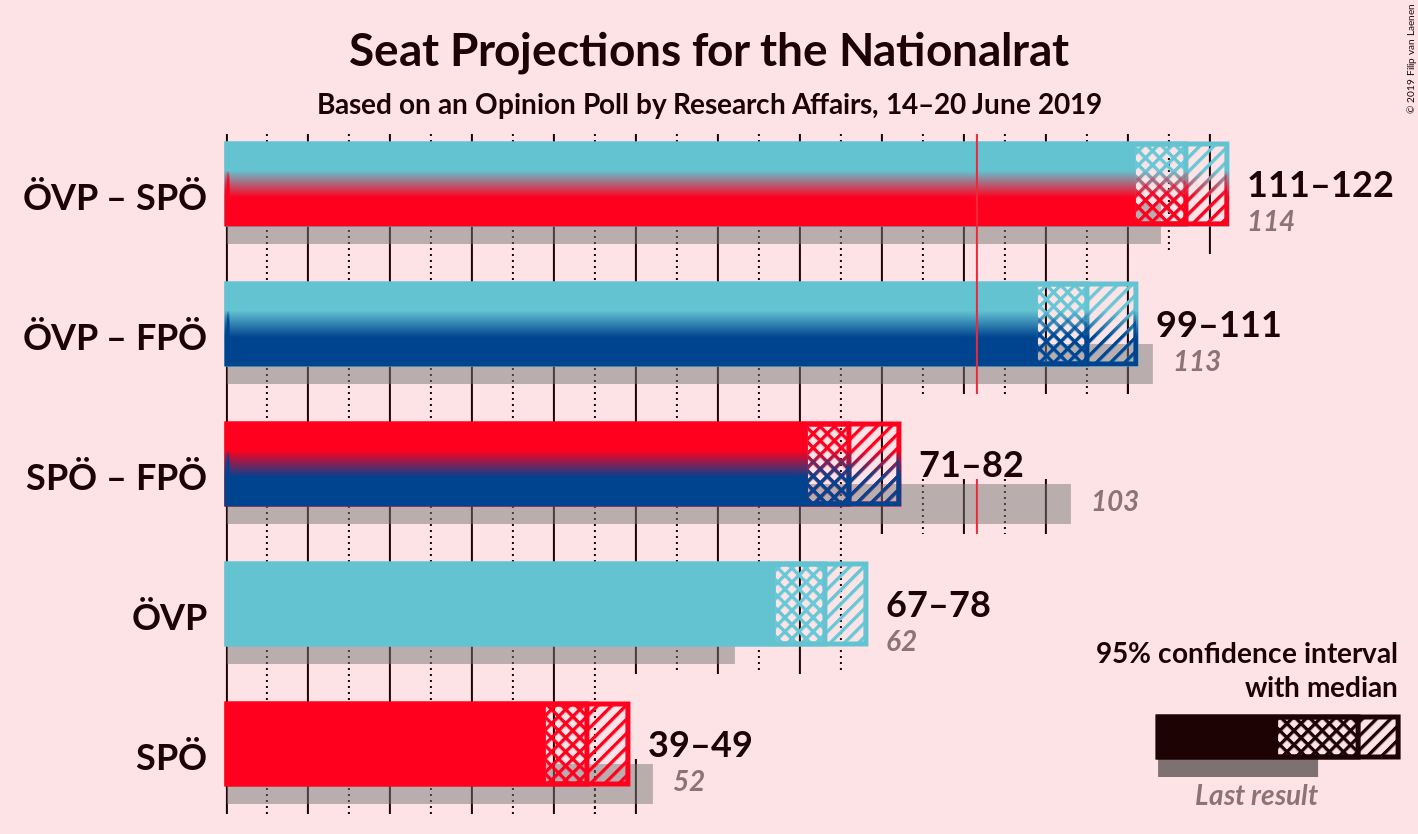 Seat Projections for the Nationalrat
Based on an Opinion Poll by Research Affairs, 14–20 June 2019
© 2019 Filip van Laenen
ÖVP – SPÖ
111–122
114
ÖVP – FPÖ
99–111
113
SPÖ – FPÖ
71–82
103
ÖVP
67–78
62
SPÖ
39–49
52
95% confidence interval
with median
Last result